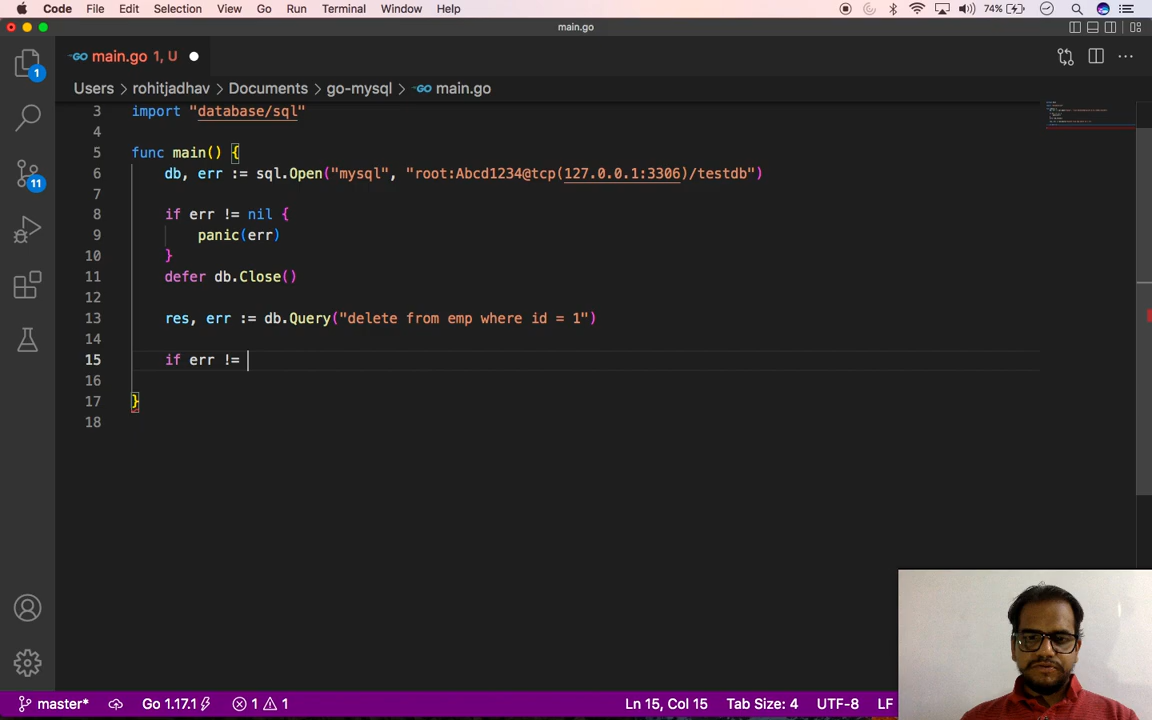 Code File Edit Selection View Go Run Terminal Window Help 74%
main.go
GO main.go 1, U
Users > rohitjadhav > Documents > go-mysql > GO main.go
3 import "database/sql"
4
5 func main() {
6 db, err := sql.Open("mysql", "root:Abcd1234@tcp(127.0.0.1:3306)/testdb")
7
8 if err != nil {
9 panic(err)
10 }
11 defer db.Close()
12
13 res, err := db.Query("delete from emp where id = 1")
14
15 if err !=
16
17 }
18
1
11
master* Go 1.17.1 1 1 Ln 15, Col 15 Tab Size: 4 UTF-8 LF